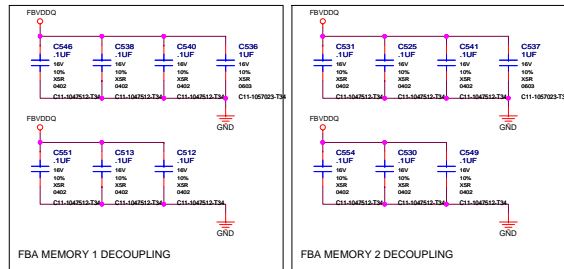 FBVDDQ
C546
.1UF
16V
10%
X5R
0402
C11-1047512-T34
C538
.1UF
16V
10%
X5R
0402
C11-1047512-T34
C540
.1UF
16V
10%
X5R
0402
C11-1047512-T34
C536
1UF
16V
10%
X5R
0603
C11-1057023-T34
GND
FBVDDQ
C551
.1UF
16V
10%
X5R
0402
C11-1047512-T34
C513
.1UF
16V
10%
X5R
0402
C11-1047512-T34
C512
.1UF
16V
10%
X5R
0402
C11-1047512-T34
GND
FBA MEMORY 1 DECOUPLING
FBVDDQ
C531
.1UF
16V
10%
X5R
0402
C11-1047512-T34
C525
.1UF
16V
10%
X5R
0402
C11-1047512-T34
C541
.1UF
16V
10%
X5R
0402
C11-1047512-T34
C537
1UF
16V
10%
X5R
0603
C11-1057023-T34
GND
FBVDDQ
C554
.1UF
16V
10%
X5R
0402
C11-1047512-T34
C530
.1UF
16V
10%
X5R
0402
C11-1047512-T34
C549
.1UF
16V
10%
X5R
0402
C11-1047512-T34
GND
FBA MEMORY 2 DECOUPLING